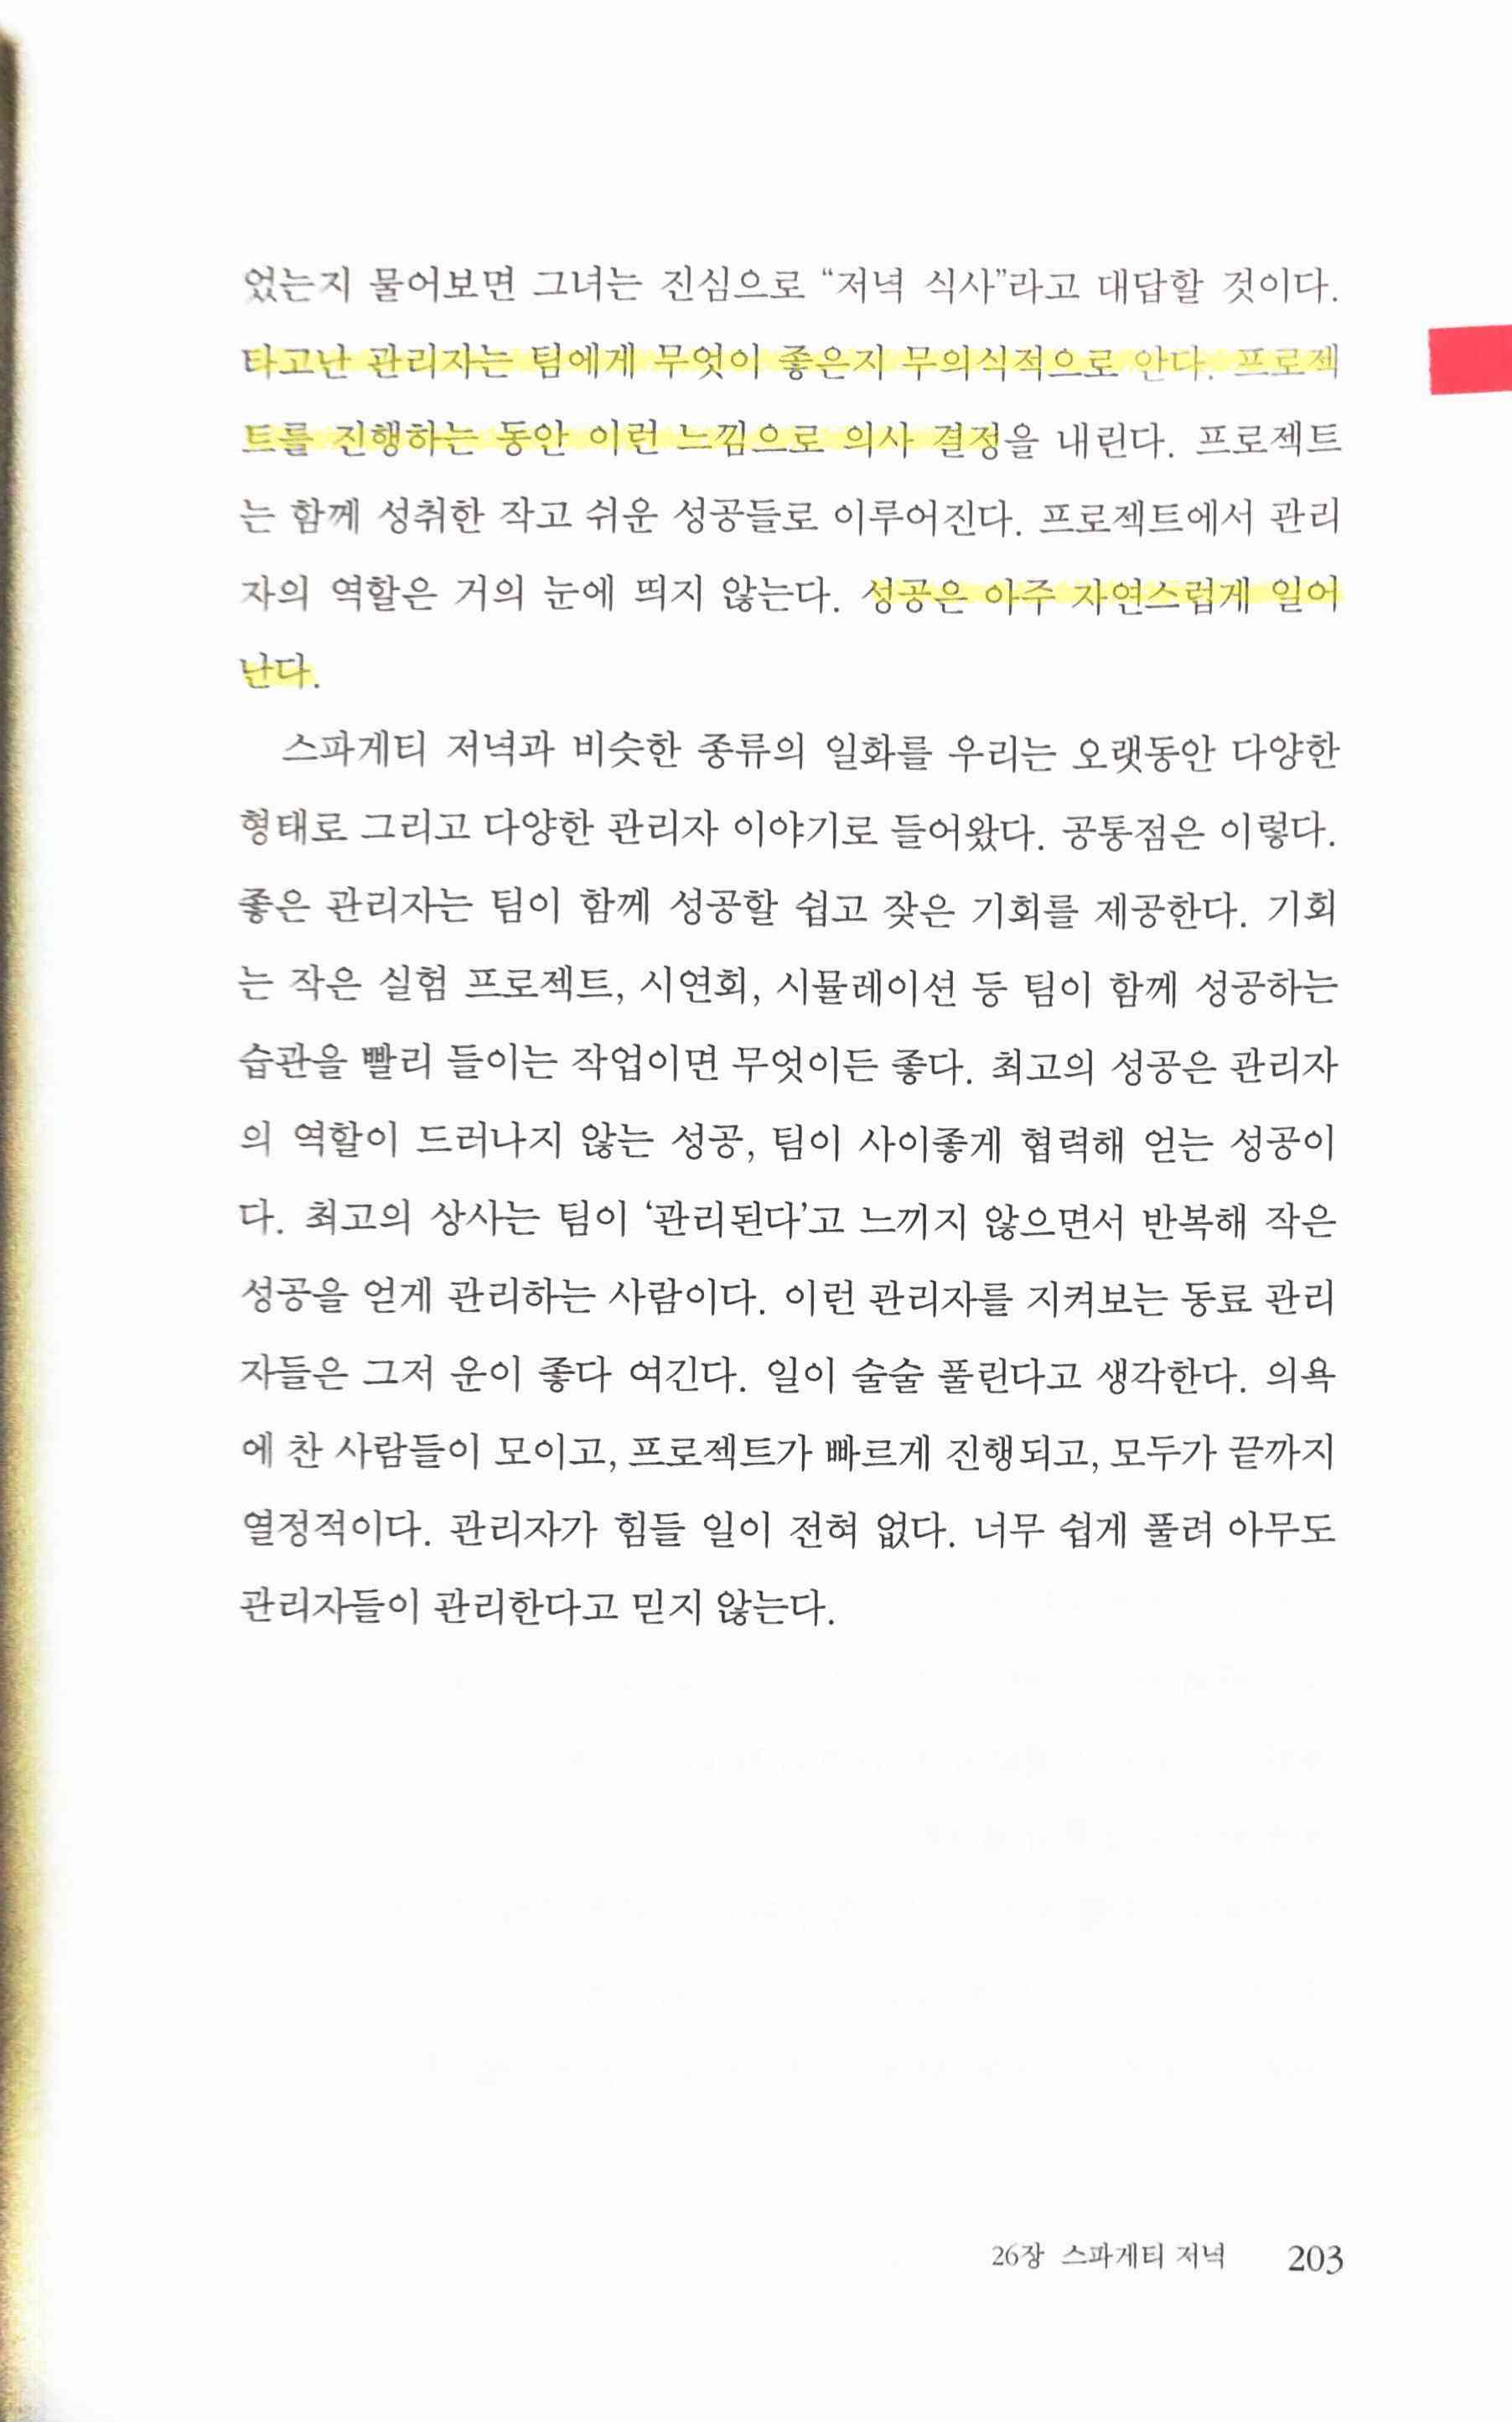 었는지 물어보면 그녀는 진심으로 “저녁 식사”라고 대답할 것이다.
타고난 관리자는 팀에게 무엇이 좋은지 무의식적으로 안다. 프로젝
트를 진행하는 동안 이런 느낌으로 의사 결정을 내린다. 프로젝트
는 함께 성취한 작고 쉬운 성공들로 이루어진다. 프로젝트에서 관리
자의 역할은 거의 눈에 띄지 않는다. 성공은 아주 자연스럽게 일어
난다.
스파게티 저녁과 비슷한 종류의 일화를 우리는 오랫동안 다양한
형태로 그리고 다양한 관리자 이야기로 들어왔다. 공통점은 이렇다.
좋은 관리자는 팀이 함께 성공할 쉽고 잦은 기회를 제공한다. 기회
는 작은 실험 프로젝트, 시연회, 시뮬레이션 등 팀이 함께 성공하는
습관을 빨리 들이는 작업이면 무엇이든 좋다. 최고의 성공은 관리자
의 역할이 드러나지 않는 성공, 팀이 사이좋게 협력해 얻는 성공이
다. 최고의 상사는 팀이 ‘관리된다’고 느끼지 않으면서 반복해 작은
성공을 얻게 관리하는 사람이다. 이런 관리자를 지켜보는 동료 관리
자들은 그저 운이 좋다 여긴다. 일이 술술 풀린다고 생각한다. 의욕
에 찬 사람들이 모이고, 프로젝트가 빠르게 진행되고, 모두가 끝까지
열정적이다. 관리자가 힘들 일이 전혀 없다. 너무 쉽게 풀려 아무도
관리자들이 관리한다고 믿지 않는다.
26장 스파게티 저녁 203